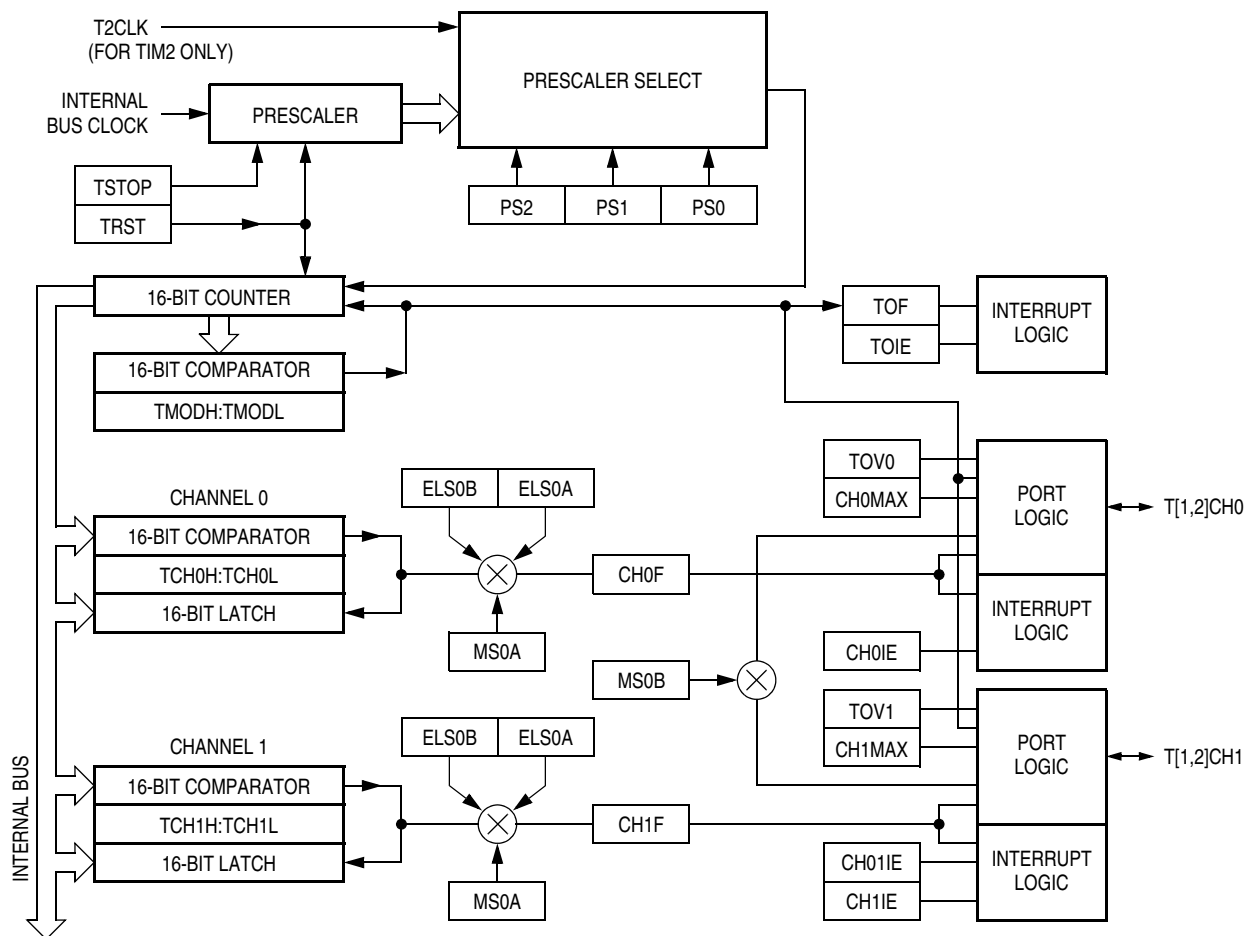 T2CLK
(FOR TIM2 ONLY)
PRESCALER SELECT
INTERNAL
BUS CLOCK
PRESCALER
TSTOP
TRST
PS2
PS1
PS0
16-BIT COUNTER
TOF
TOIE
INTERRUPT
LOGIC
16-BIT COMPARATOR
TMODH:TMODL
CHANNEL 0
16-BIT COMPARATOR
TCH0H:TCH0L
16-BIT LATCH
ELS0B
ELS0A
MS0A
CH0F
TOV0
CH0MAX
PORT
LOGIC
T[1,2]CH0
INTERRUPT
LOGIC
CH0IE
MS0B
CHANNEL 1
16-BIT COMPARATOR
TCH1H:TCH1L
16-BIT LATCH
ELS0B
ELS0A
MS0A
CH1F
TOV1
CH1MAX
PORT
LOGIC
T[1,2]CH1
INTERRUPT
LOGIC
CH01IE
CH1IE
INTERNAL BUS